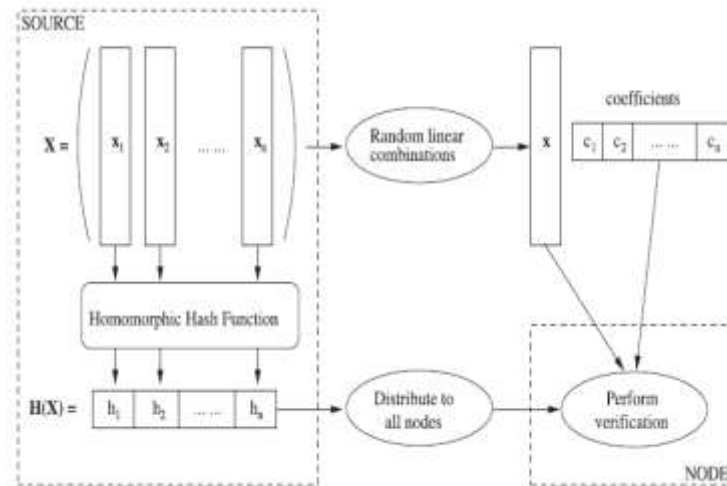 SOURCE
X =
x1
x2
... ...
xn
Random linear
combinations
x
coefficients
c1
c2
... ...
cn
Homomorphic Hash Function
H(X) =
h1
h2
... ...
hn
Distribute to
all nodes
Perform
verification
NODE